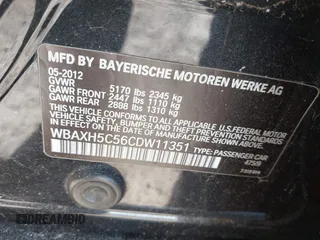 MFD BY BAYERISCHE MOTOREN WERKE AG
05-2012
GVWR 5170 lbs 2345 kg
GAWR FRONT 2447 lbs 1110 kg
GAWR REAR 2888 lbs 1310 kg
THIS VEHICLE CONFORMS TO ALL APPLICABLE FEDERAL
MOTOR VEHICLE SAFETY, BUMPER AND THEFT PREVENTION
STANDARDS IN EFFECT ON THE DATE OF
MANUFACTURE SHOWN ABOVE.
WBAXH5C56CDW11351
TYPE: PASSENGER CAR
475/9
DREAMBID